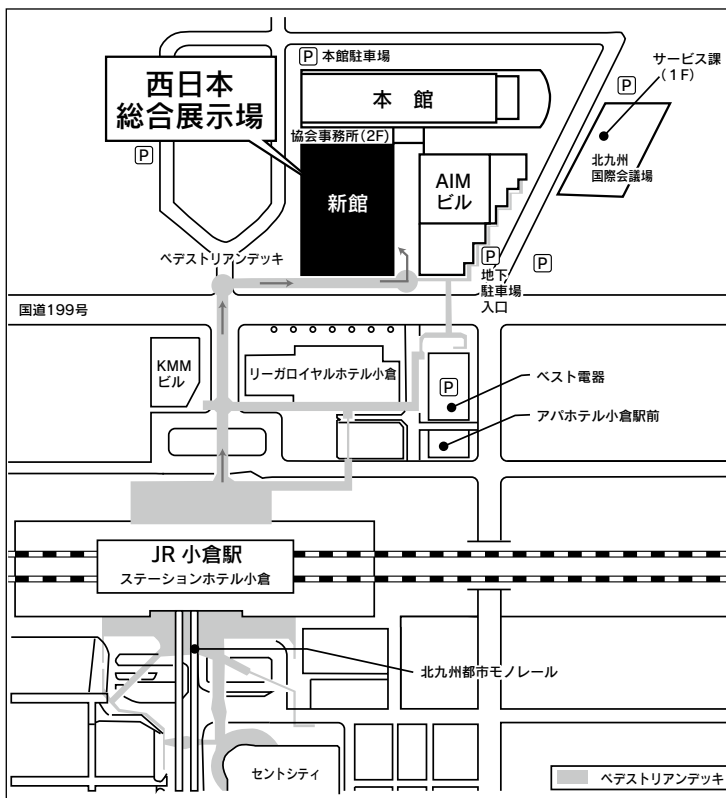 P 本館駐車場
サービス課
(1F)
西日本
総合展示場
本 館
P
協会事務所(2F)
P
北九州
国際会議場
新館
AIM
ビル
ペデストリアンデッキ
P
地下
駐車場
入口
P
国道199号
KMM
ビル
リーガロイヤルホテル小倉
P
ベスト電器
アパホテル小倉駅前
JR 小倉駅
ステーションホテル小倉
北九州都市モノレール
セントシティ
ペデストリアンデッキ